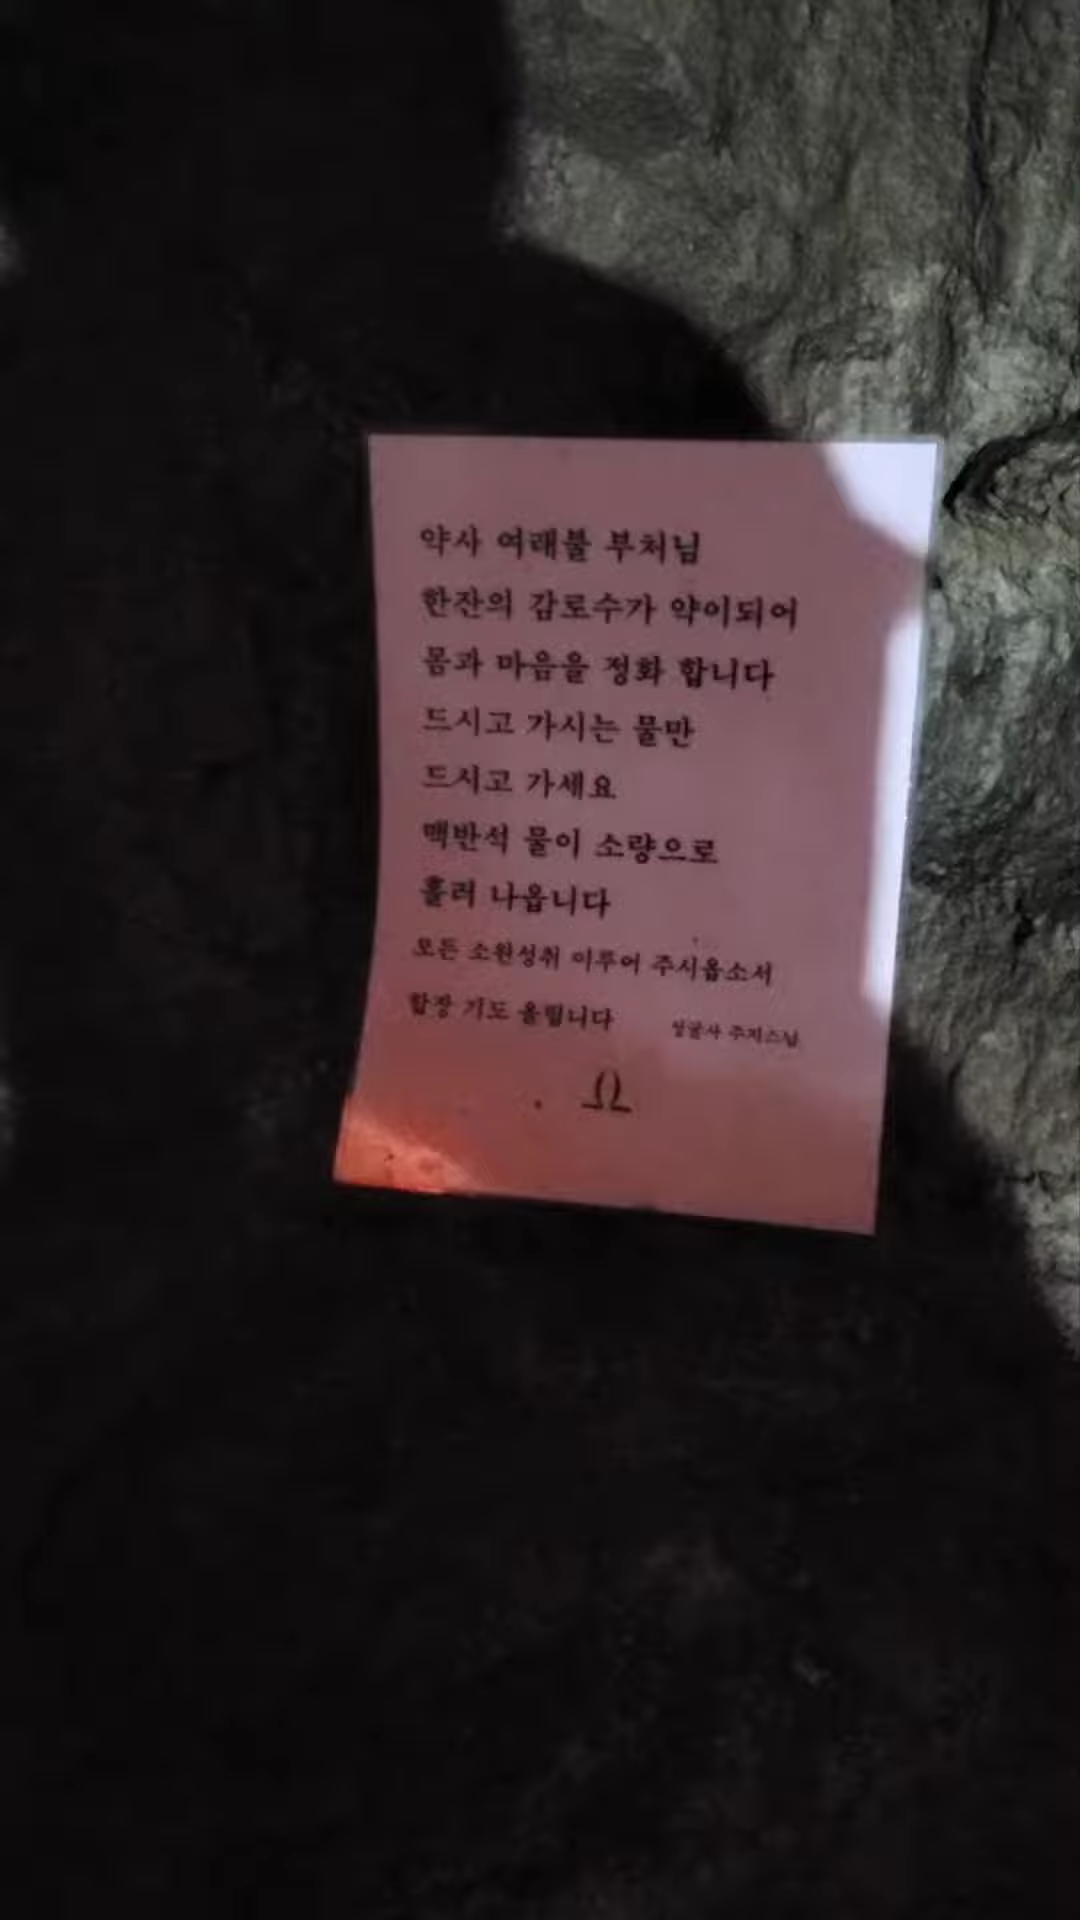 약사 여래불 부처님
한잔의 감로수가 약이되어
몸과 마음을 정화 합니다
드시고 가시는 물만
드시고 가세요
맥반석 물이 소량으로
흘러 나옵니다
모든 소원성취 이루어 주시옵소서
합장 기도 올립니다 주지스님